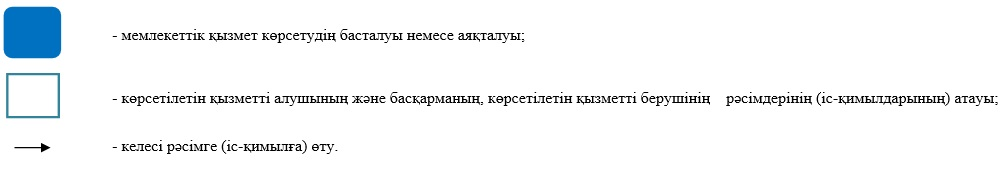 - мемлекеттік қызмет көрсетудің басталуы немесе аяқталуы;
- көрсетілетін қызметті алушының және басқарманың, көрсетілетін қызметті берушінің рәсімдерінің (іс-қимылдарының) атауы;
- келесі рәсімге (іс-қимылға) өту.